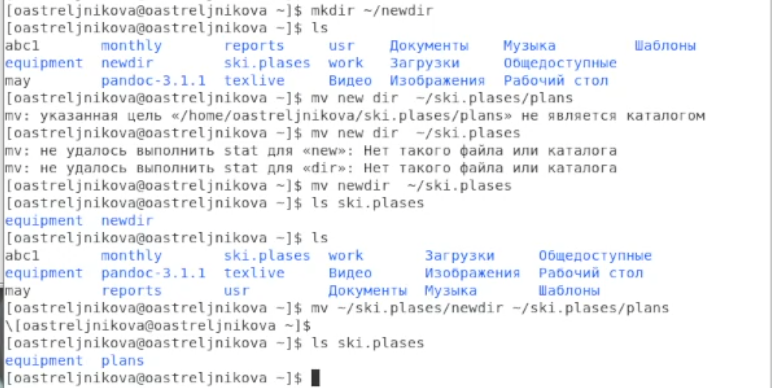 [oastreljnikova@oastreljnikova ~]$ mkdir ~/newdir
[oastreljnikova@oastreljnikova ~]$ ls
abc1       monthly       reports    usr   Документы    Музыка         Шаблоны
equipment  newdir        ski.plases work  Загрузки     Общедоступные
may        pandoc-3.1.1  texlive    Видео Изображения  Рабочий стол
[oastreljnikova@oastreljnikova ~]$ mv new dir  ~/ski.plases/plans
mv: указанная цель «/home/oastreljnikova/ski.plases/plans» не является каталогом
[oastreljnikova@oastreljnikova ~]$ mv new dir  ~/ski.plases
mv: не удалось выполнить stat для «new»: Нет такого файла или каталога
mv: не удалось выполнить stat для «dir»: Нет такого файла или каталога
[oastreljnikova@oastreljnikova ~]$ mv newdir  ~/ski.plases
[oastreljnikova@oastreljnikova ~]$ ls ski.plases
equipment  newdir
[oastreljnikova@oastreljnikova ~]$ ls
abc1       monthly       ski.plases  work       Загрузки     Общедоступные
equipment  pandoc-3.1.1  texlive     Видео      Изображения  Рабочий стол
may        reports       usr         Документы  Музыка       Шаблоны
[oastreljnikova@oastreljnikova ~]$ mv ~/ski.plases/newdir ~/ski.plases/plans
\[oastreljnikova@oastreljnikova ~]$
[oastreljnikova@oastreljnikova ~]$ ls ski.plases
equipment  plans
[oastreljnikova@oastreljnikova ~]$